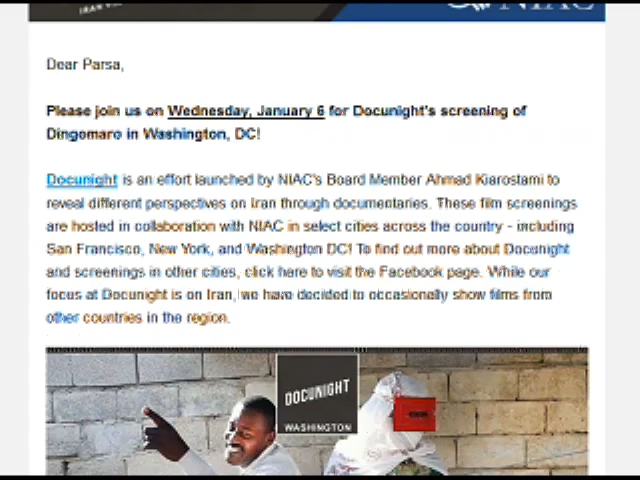 NIAC
Dear Parsa,
Please join us on Wednesday, January 6 for Docunight's screening of
Dingomaro in Washington, DC!
Docunight is an effort launched by NIAC's Board Member Ahmad Kiarostami to
reveal different perspectives on Iran through documentaries. These film screenings
are hosted in collaboration with NIAC in select cities across the country - including
San Francisco, New York, and Washington DC! To find out more about Docunight
and screenings in other cities, click here to visit the Facebook page. While our
focus at Docunight is on Iran, we have decided to occasionally show films from
other countries in the region.
DOCUNIGHT
WASHINGTON